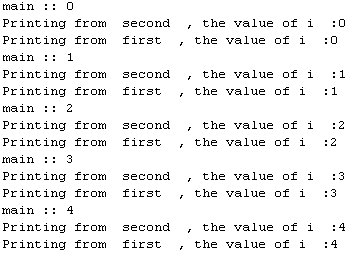 main :: 0
Printing from  second  , the value of i  :0
Printing from  first  , the value of i  :0
main :: 1
Printing from  second  , the value of i  :1
Printing from  first  , the value of i  :1
main :: 2
Printing from  second  , the value of i  :2
Printing from  first  , the value of i  :2
main :: 3
Printing from  second  , the value of i  :3
Printing from  first  , the value of i  :3
main :: 4
Printing from  second  , the value of i  :4
Printing from  first  , the value of i  :4